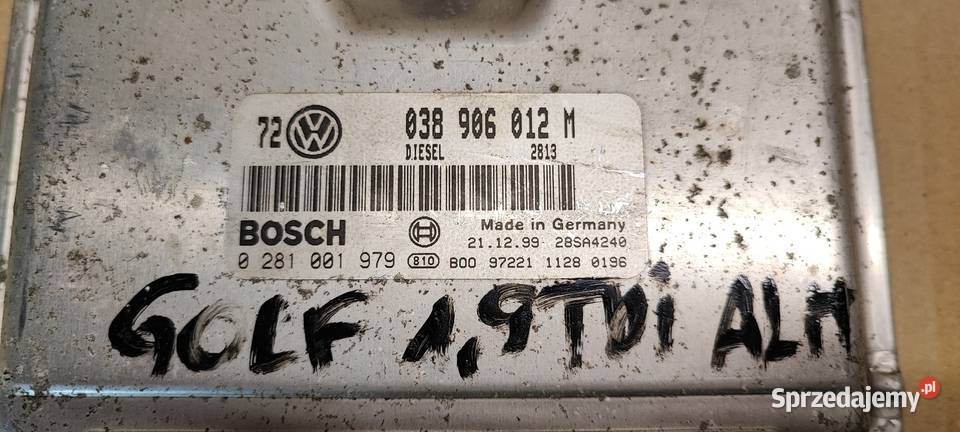 72 VW 038 906 012 M
DIESEL 2813
BOSCH Made in Germany
21.12.99 28SA4240
0 281 001 979 810 B00 97221 1128 0196
GOLF 1,9TDi ALH
Sprzedajemy.pl